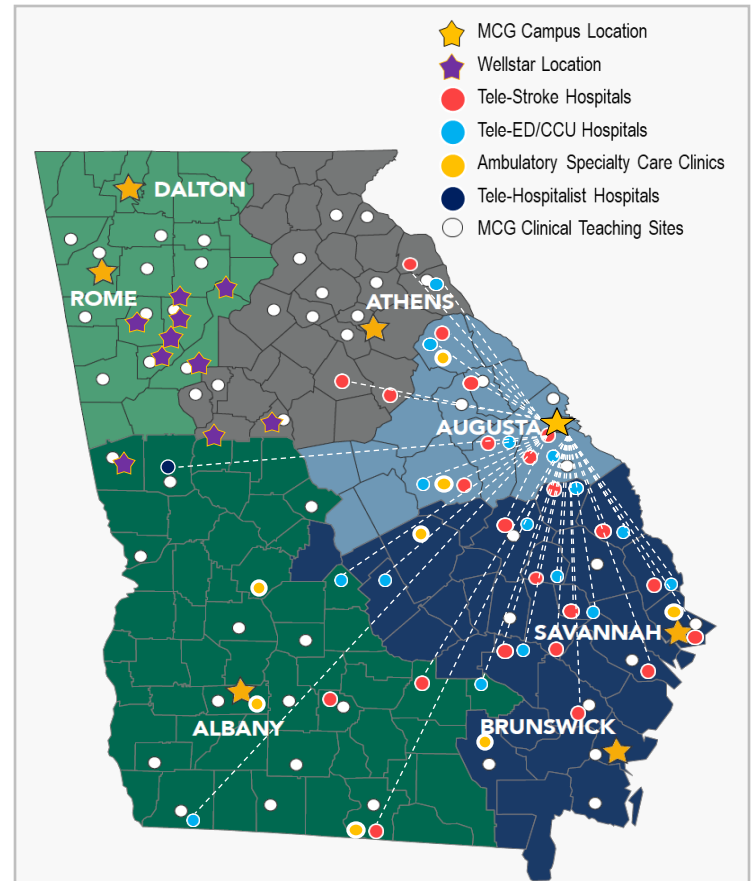 MCG Campus Location
Wellstar Location
Tele-Stroke Hospitals
Tele-ED/CCU Hospitals
Ambulatory Specialty Care Clinics
Tele-Hospitalist Hospitals
MCG Clinical Teaching Sites
DALTON
ROME
ATHENS
AUGUSTA
SAVANNAH
BRUNSWICK
ALBANY